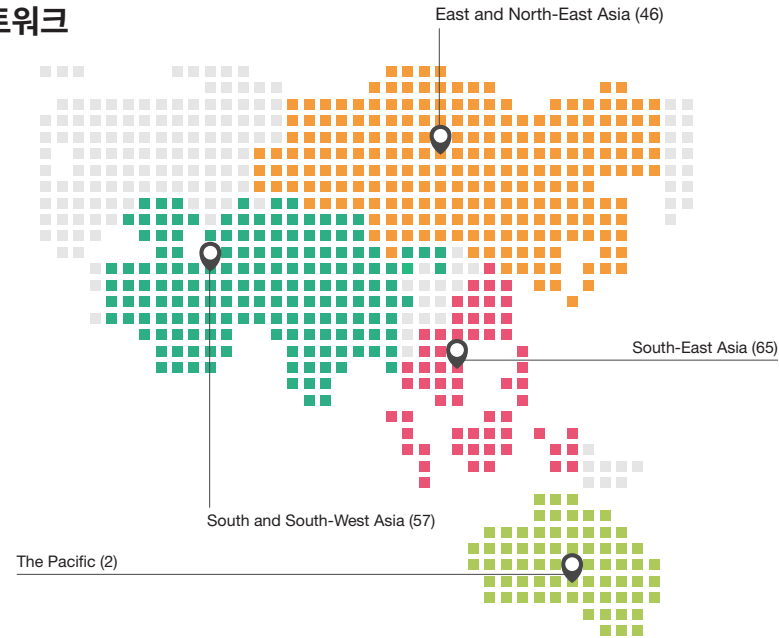 트워크
East and North-East Asia (46)
South-East Asia (65)
South and South-West Asia (57)
The Pacific (2)